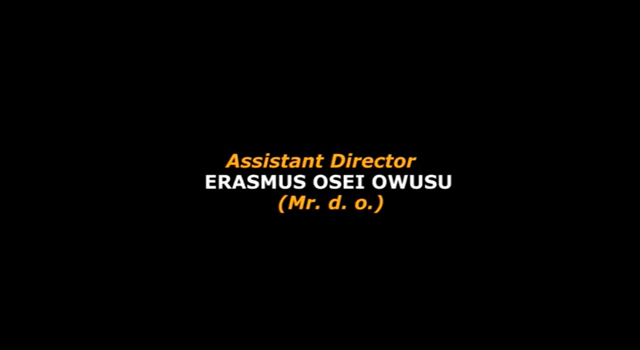 Assistant Director
ERASMUS OSEI OWUSU
(Mr. d. o.)